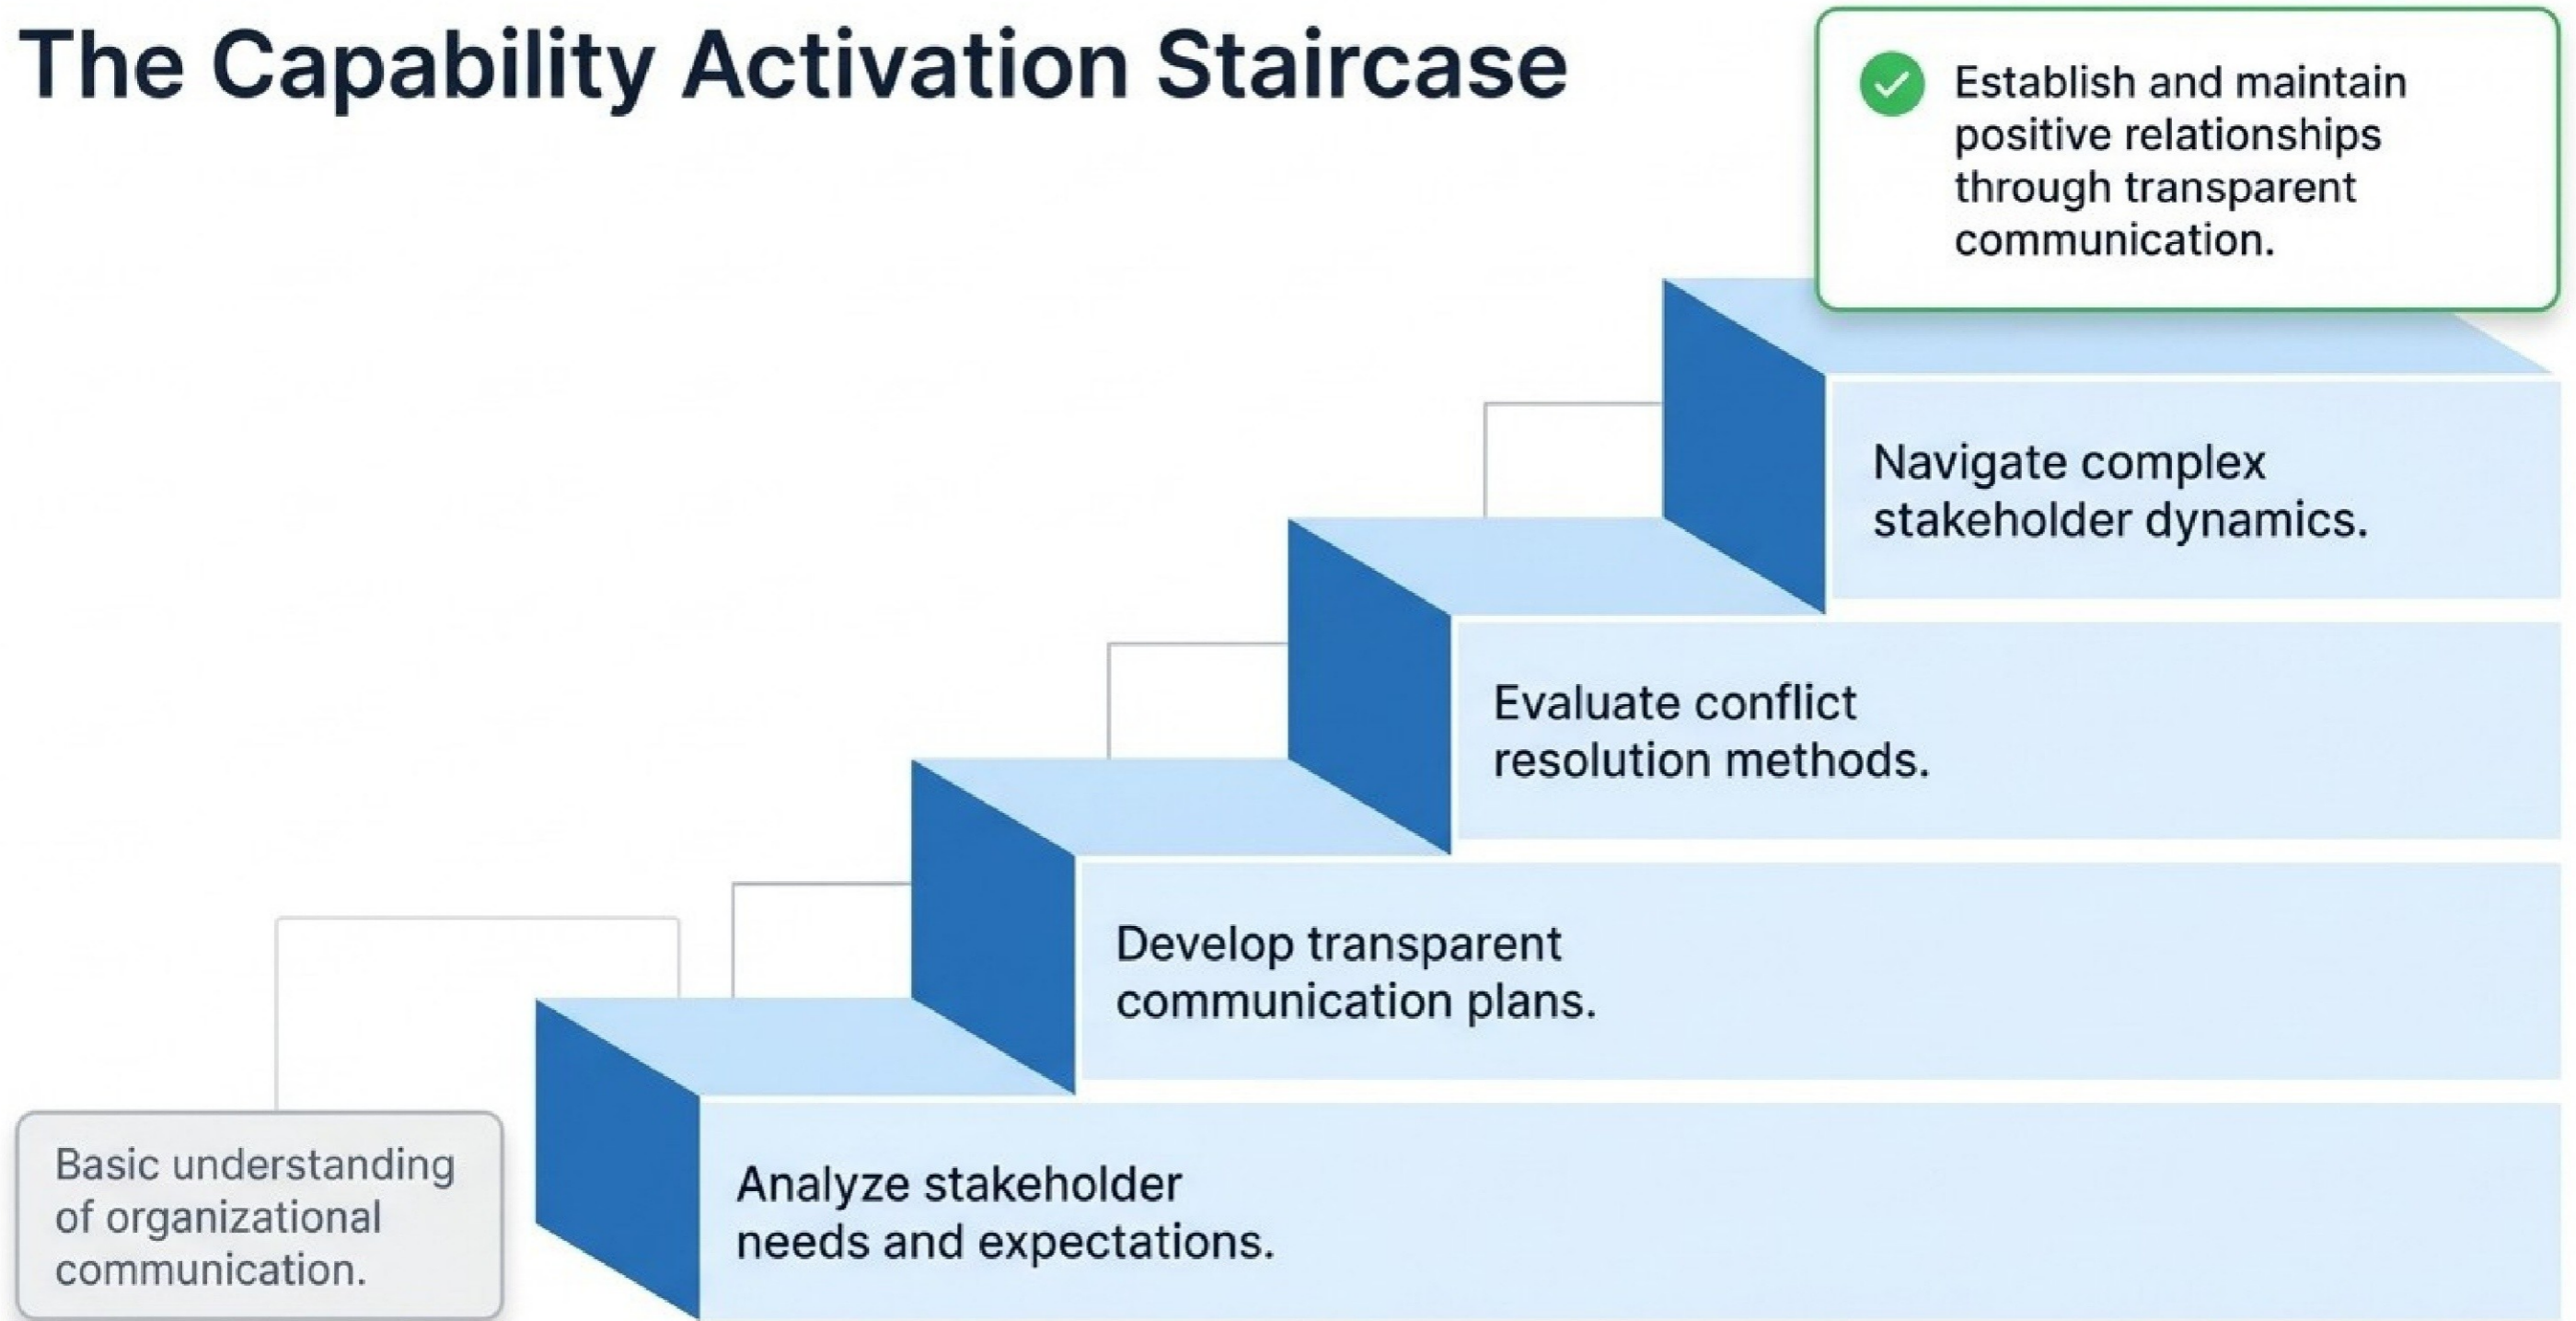 The Capability Activation Staircase
Establish and maintain
positive relationships
through transparent
communication.
Navigate complex
stakeholder dynamics.
Evaluate conflict
resolution methods.
Develop transparent
communication plans.
Basic understanding
of organizational
communication.
Analyze stakeholder
needs and expectations.